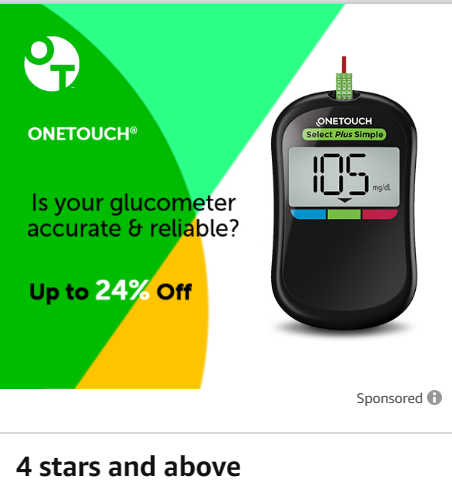 OT
ONETOUCH®
ONETOUCH
Select Plus Simple
105
mg/dL
Is your glucometer
accurate & reliable?
Up to 24% Off
Sponsored
4 stars and above